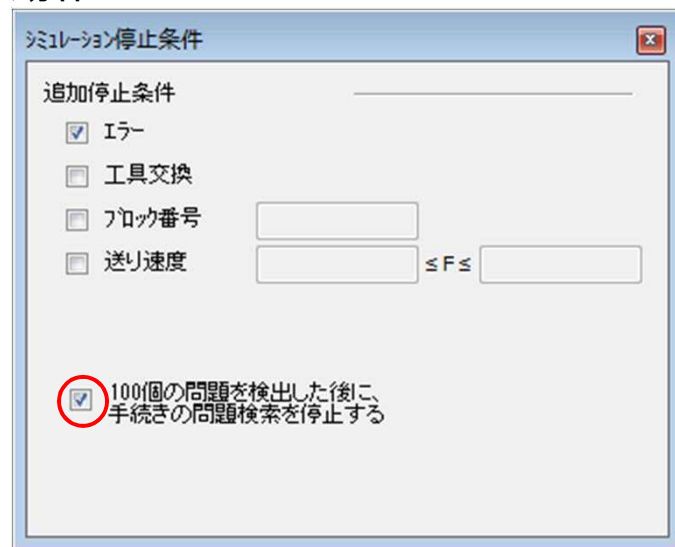 ｼﾐｭﾚｰｼｮﾝ停止条件
追加停止条件
ｴﾗｰ
工具交換
ﾌﾞﾛｯｸ番号
送り速度
≤F≤
100個の問題を検出した後に、
手続きの問題検索を停止する